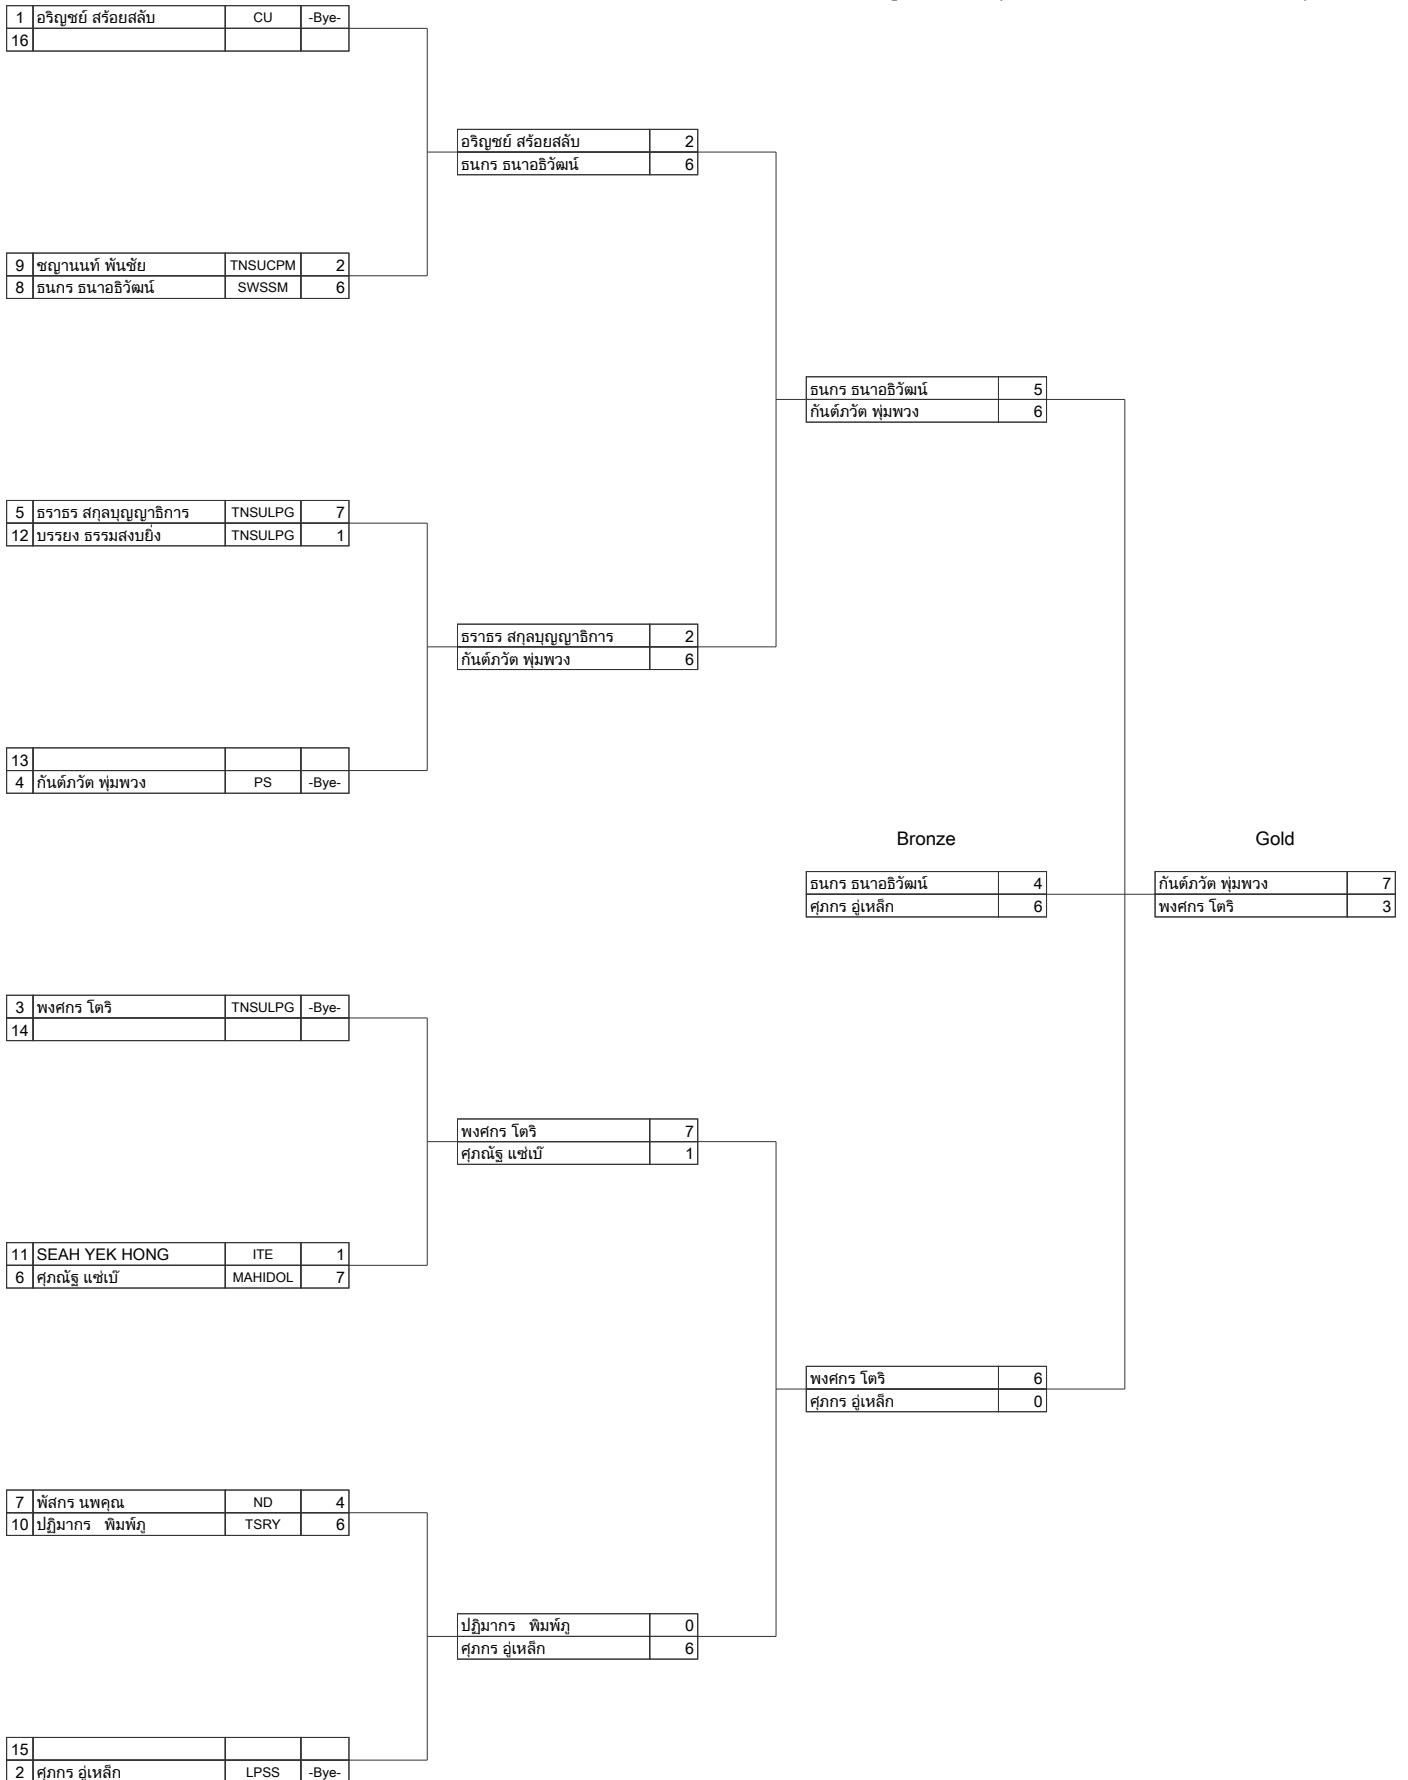 1 อริญชย์ สร้อยสลับ CU -Bye-
16
อริญชย์ สร้อยสลับ 2
ธนกร ธนาอธิวัฒน์ 6
9 ชญานนท์ พันชัย TNSUCPM 2
8 ธนกร ธนาอธิวัฒน์ SWSSM 6
ธนกร ธนาอธิวัฒน์ 5
กันต์ภวัต พุ่มพวง 6
5 ธราธร สกุลบุญญาธิการ TNSULPG 7
12 บรรยง ธรรมสงบยิ่ง TNSULPG 1
ธราธร สกุลบุญญาธิการ 2
กันต์ภวัต พุ่มพวง 6
13
4 กันต์ภวัต พุ่มพวง PS -Bye-
Bronze Gold
ธนกร ธนาอธิวัฒน์ 4 กันต์ภวัต พุ่มพวง 7
ศุภกร อู่เหล็ก 6 พงศกร โตริ 3
3 พงศกร โตริ TNSULPG -Bye-
14
พงศกร โตริ 7
ศุภณัฐ แซ่เบ๊ 1
11 SEAH YEK HONG ITE 1
6 ศุภณัฐ แซ่เบ๊ MAHIDOL 7
พงศกร โตริ 6
ศุภกร อู่เหล็ก 0
7 พัสกร นพคุณ ND 4
10 ปฏิมากร พิมพ์ภู TSRY 6
ปฏิมากร พิมพ์ภู 0
ศุภกร อู่เหล็ก 6
15
2 ศุภกร อู่เหล็ก LPSS -Bye-